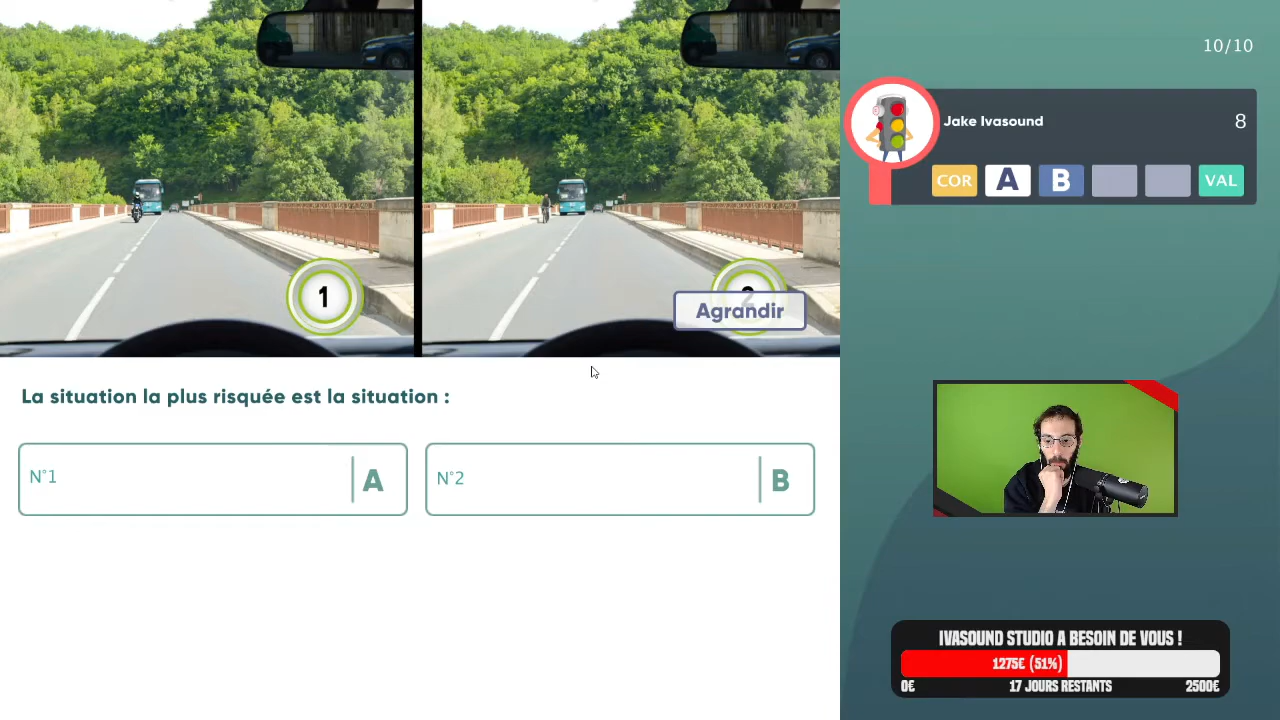 1
2
Agrandir
La situation la plus risquée est la situation :
N°1
A
N°2
B
10/10
Jake Ivasound
8
COR
A
B
VAL
IVASOUND STUDIO A BESOIN DE VOUS !
1275€ (51%)
0€
17 JOURS RESTANTS
2500€